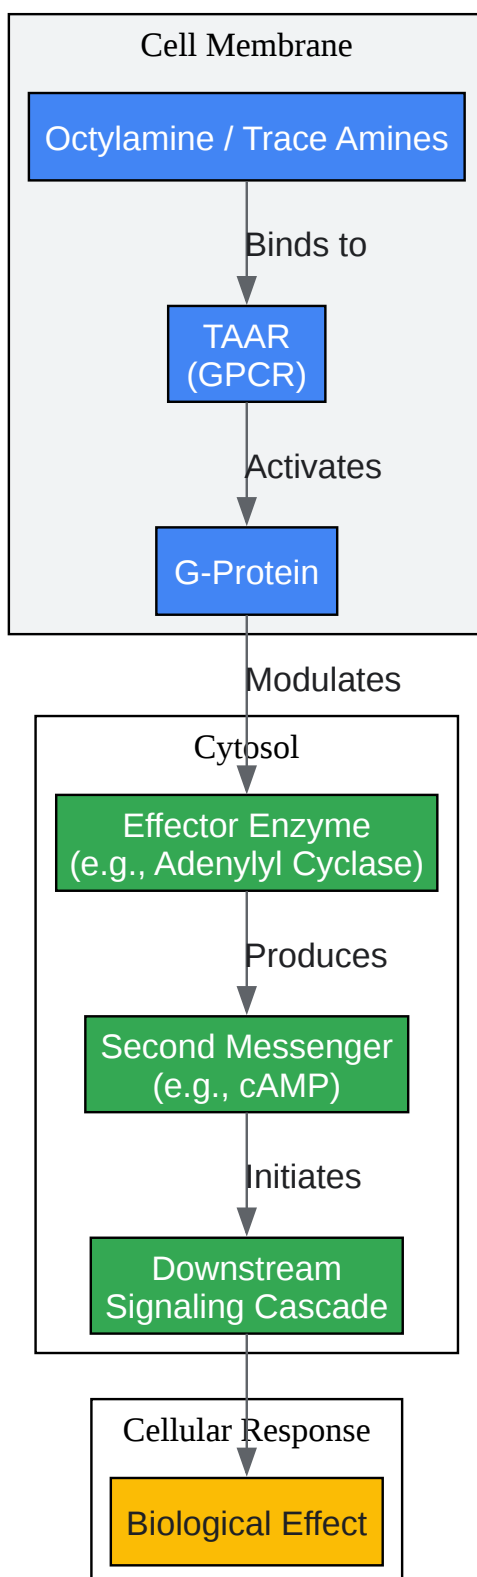 Cell Membrane
Octylamine / Trace Amines
Binds to
TAAR
(GPCR)
Activates
G-Protein
Modulates
Cytosol
Effector Enzyme
(e.g., Adenylyl Cyclase)
Produces
Second Messenger
(e.g., cAMP)
Initiates
Downstream
Signaling Cascade
Cellular Response
Biological Effect